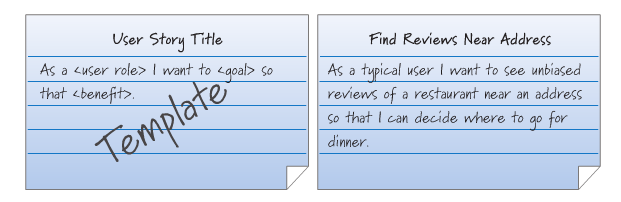 User Story Title
As a <user role> I want to <goal> so
that <benefit>.
Template
Find Reviews Near Address
As a typical user I want to see unbiased
reviews of a restaurant near an address
so that I can decide where to go for
dinner.